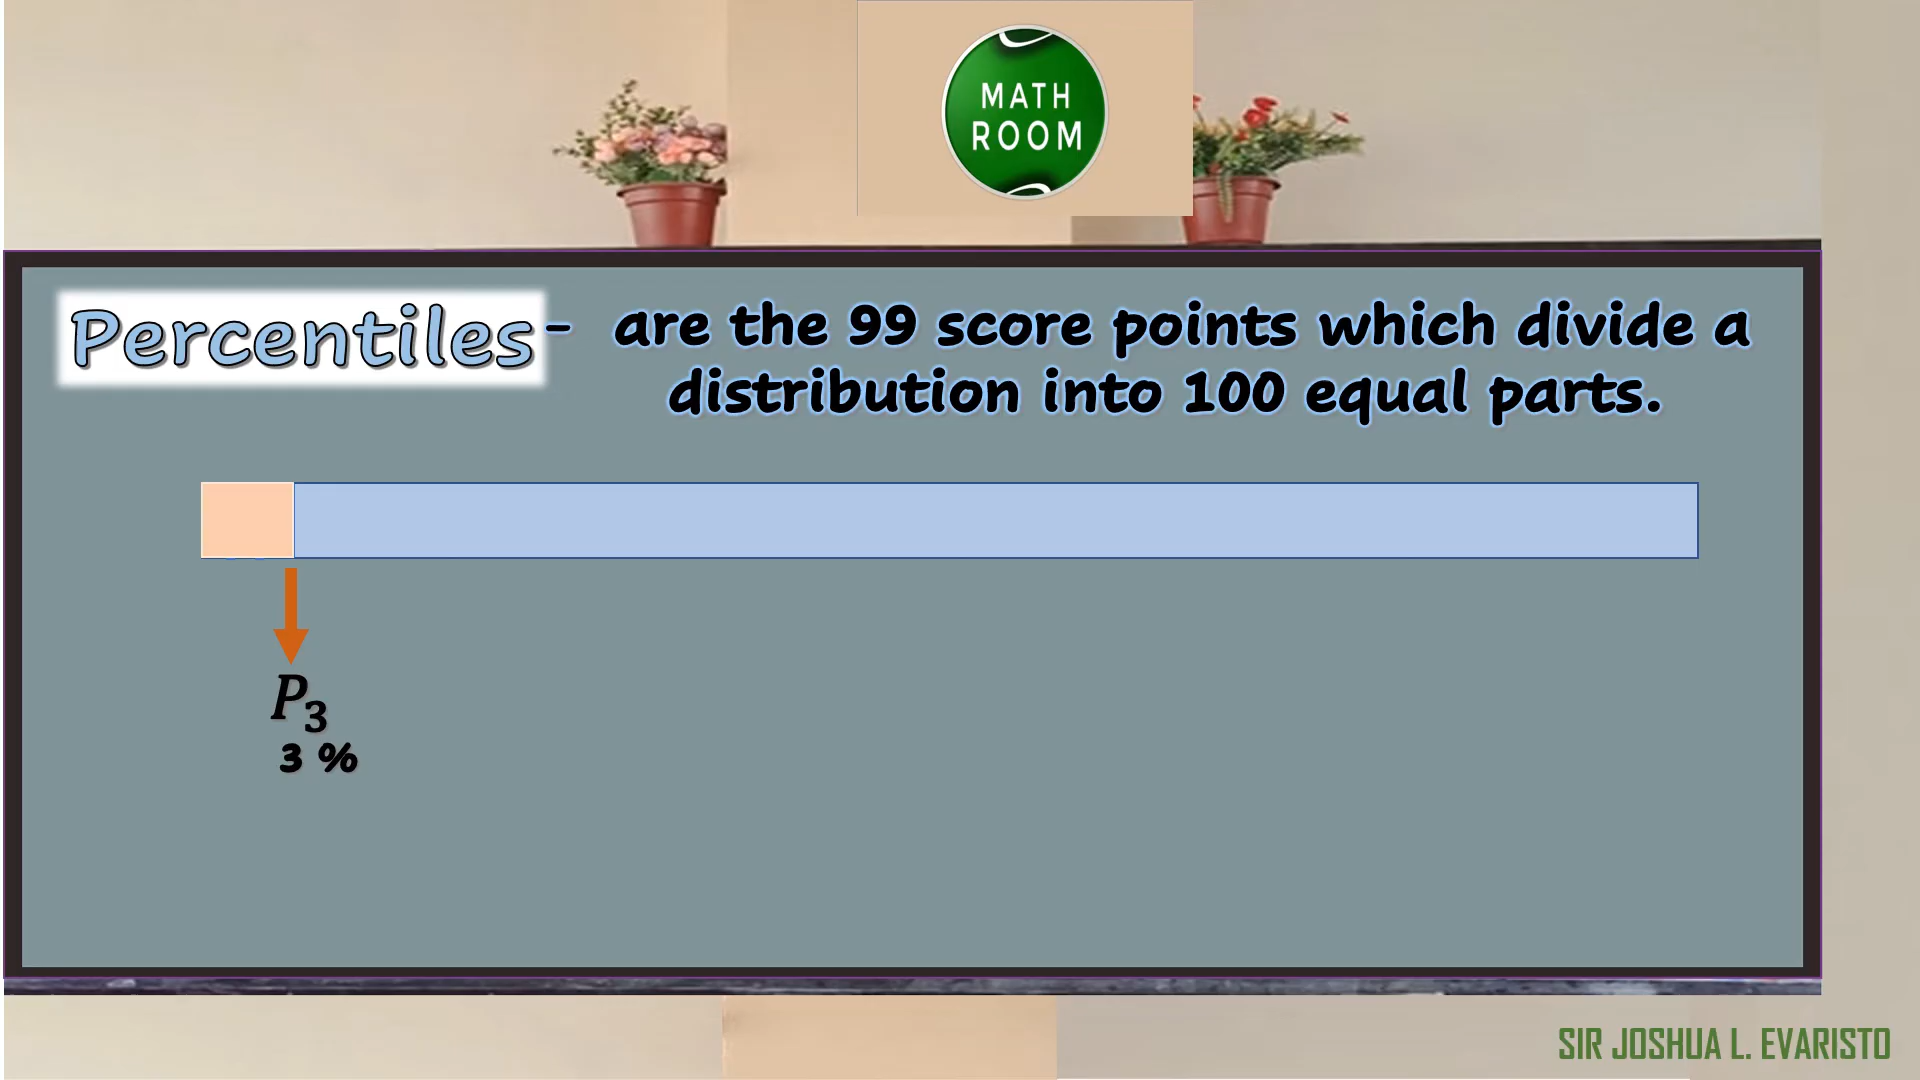 MATH
ROOM
Percentiles - are the 99 score points which divide a
distribution into 100 equal parts.
P₃
3 %
SIR JOSHUA L. EVARISTO